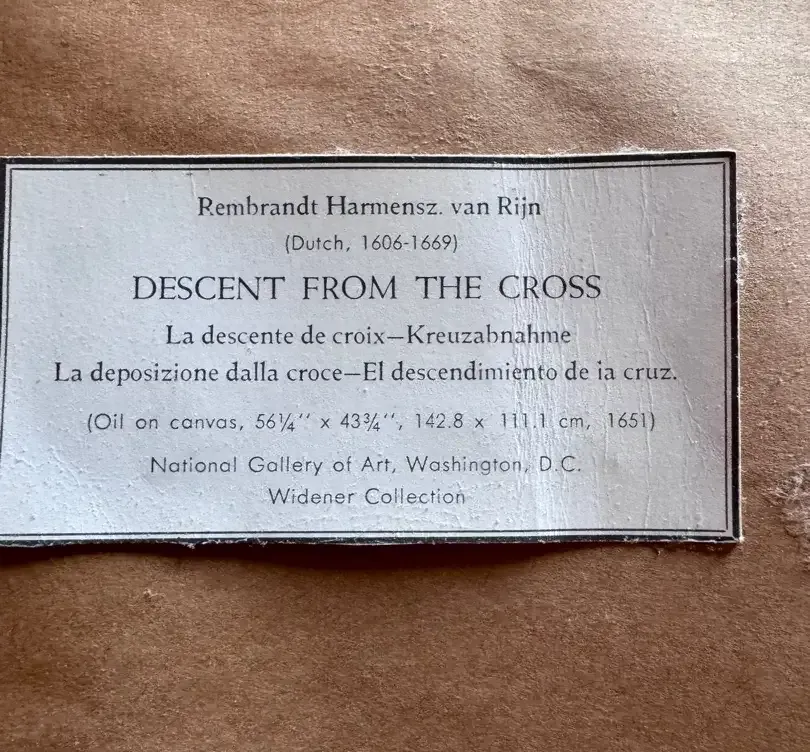 Rembrandt Harmensz. van Rijn
(Dutch, 1606-1669)
DESCENT FROM THE CROSS
La descente de croix—Kreuzabnahme
La deposizione dalla croce—El descendimiento de ia cruz.
(Oil on canvas, 56¼′′ x 43¾′′, 142.8 x 111.1 cm, 1651)
National Gallery of Art, Washington, D.C.
Widener Collection